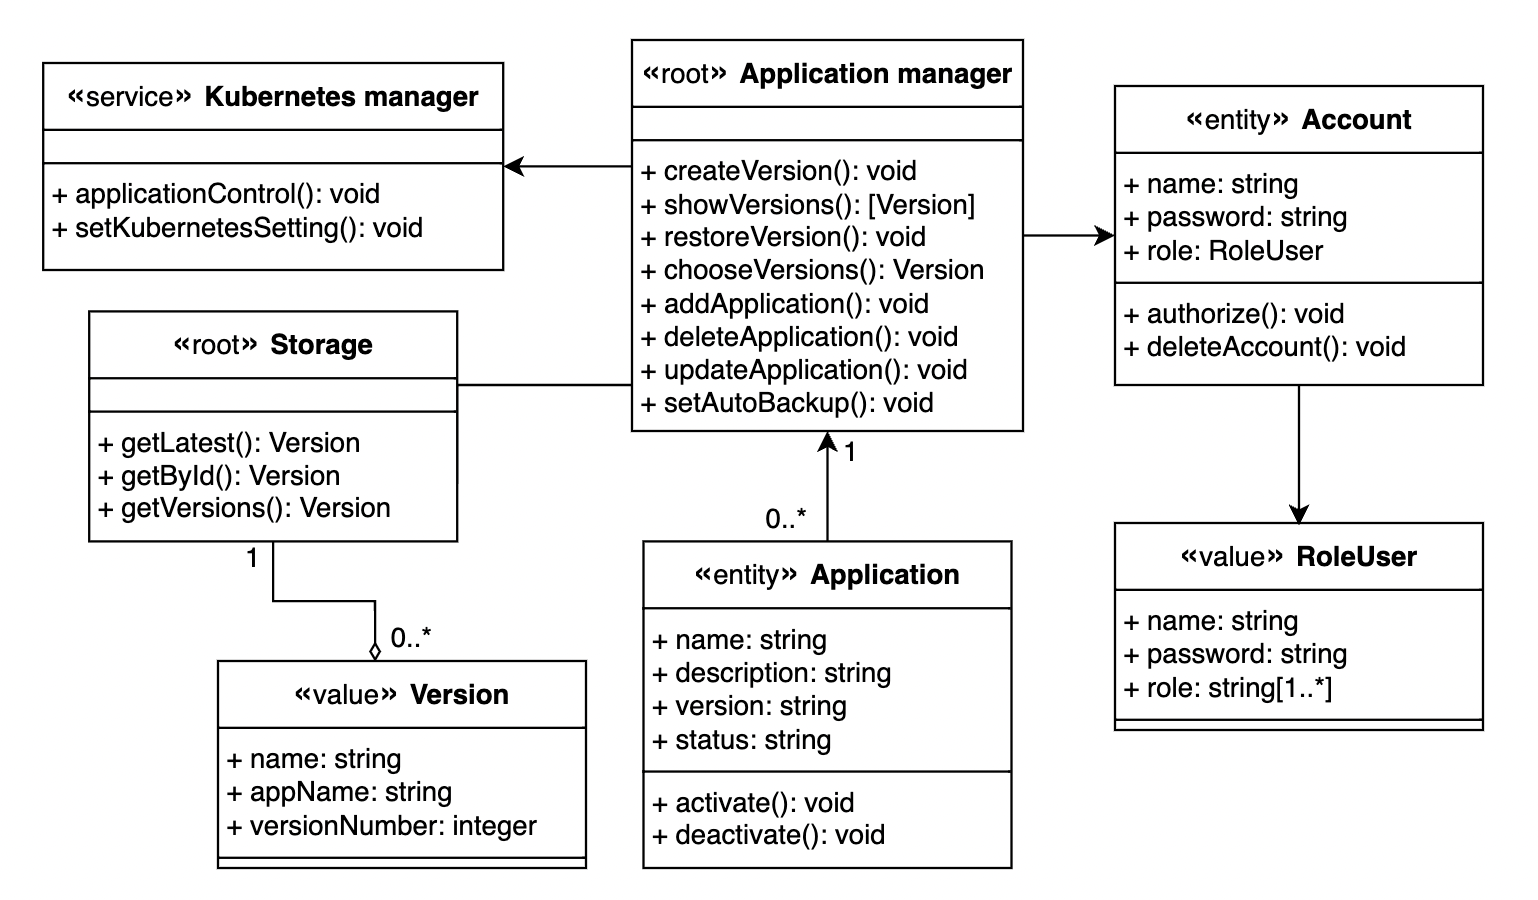 «service» Kubernetes manager
+ applicationControl(): void
+ setKubernetesSetting(): void
«root» Application manager
+ createVersion(): void
+ showVersions(): [Version]
+ restoreVersion(): void
+ chooseVersions(): Version
+ addApplication(): void
+ deleteApplication(): void
+ updateApplication(): void
+ setAutoBackup(): void
«entity» Account
+ name: string
+ password: string
+ role: RoleUser
+ authorize(): void
+ deleteAccount(): void
«root» Storage
+ getLatest(): Version
+ getById(): Version
+ getVersions(): Version
1
0..*
1
0..*
«value» Version
+ name: string
+ appName: string
+ versionNumber: integer
«entity» Application
+ name: string
+ description: string
+ version: string
+ status: string
+ activate(): void
+ deactivate(): void
«value» RoleUser
+ name: string
+ password: string
+ role: string[1..*]